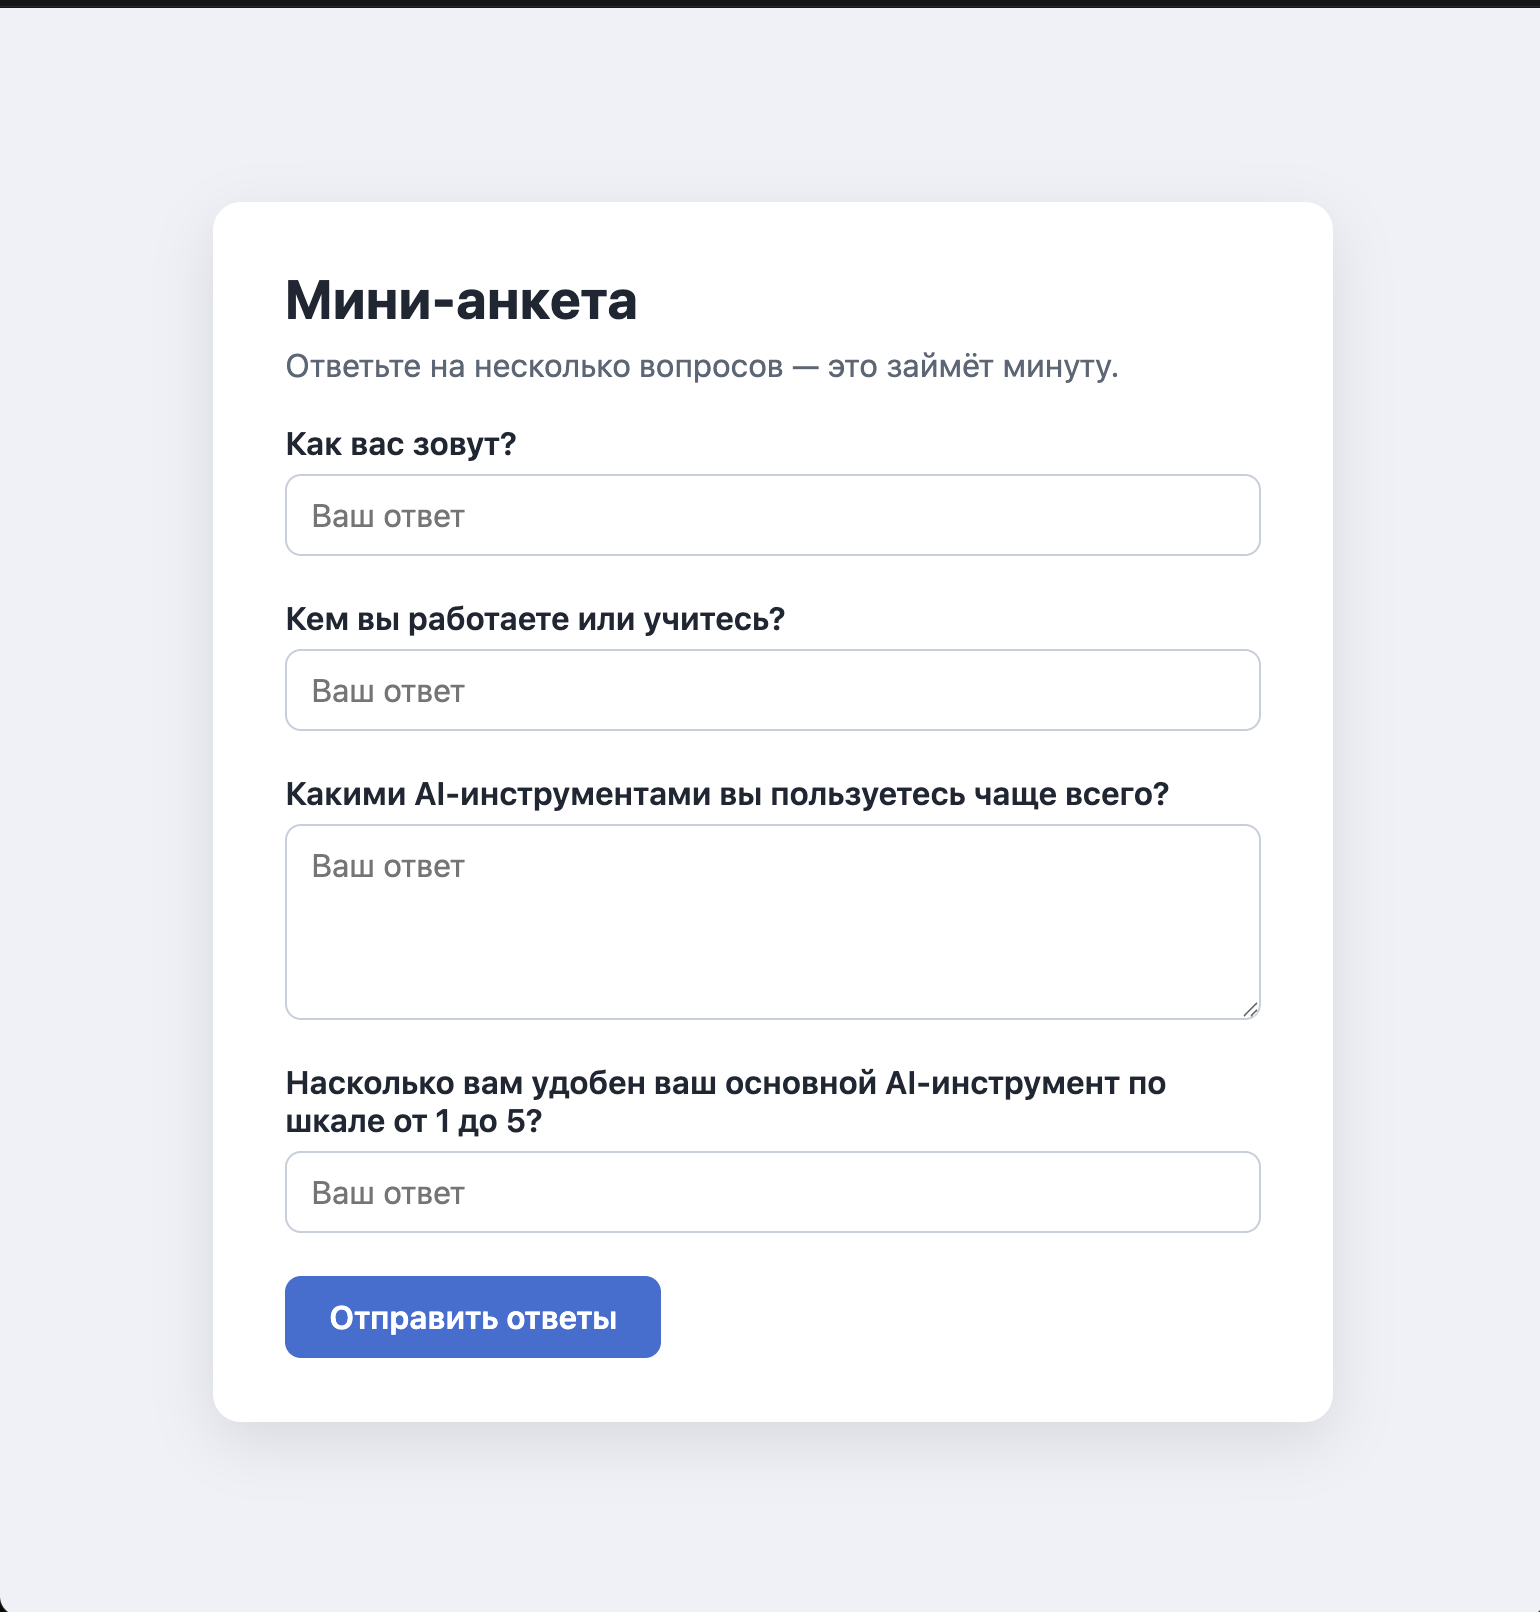 Мини-анкета
Ответьте на несколько вопросов — это займёт минуту.
Как вас зовут?
Ваш ответ
Кем вы работаете или учитесь?
Ваш ответ
Какими AI-инструментами вы пользуетесь чаще всего?
Ваш ответ
Насколько вам удобен ваш основной AI-инструмент по
шкале от 1 до 5?
Ваш ответ
Отправить ответы